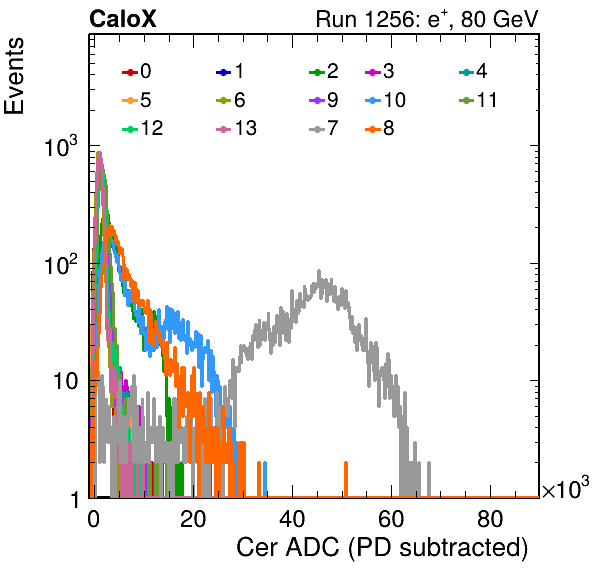 CaloX Run 1256: e⁺, 80 GeV
Events
0 1 2 3 4
5 6 9 10 11
12 13 7 8
10³
10²
10
1
0 20 40 60 80 ×10³
Cer ADC (PD subtracted)